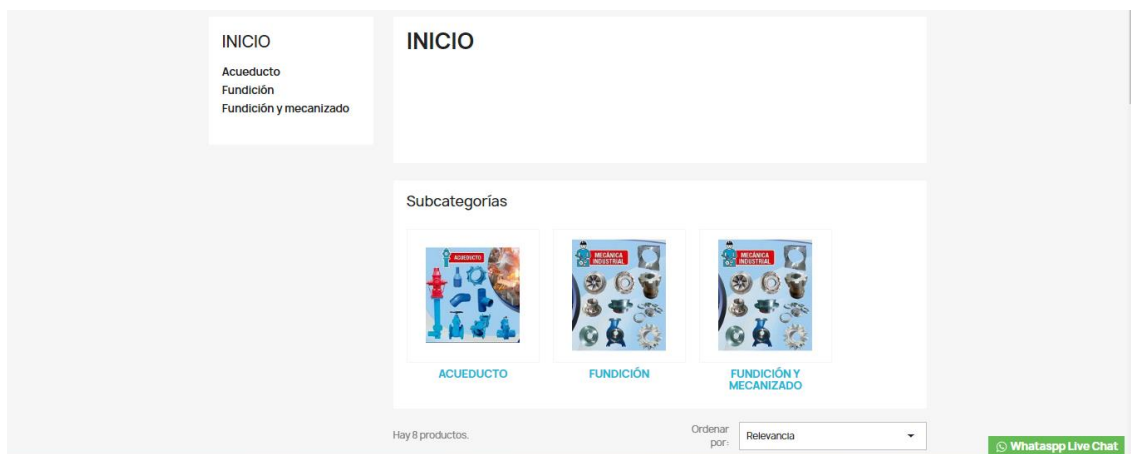 INICIO
Acueducto
Fundición
Fundición y mecanizado
INICIO
Subcategorías
ACUEDUCTO
MECÁNICA
INDUSTRIAL
MECÁNICA
INDUSTRIAL
ACUEDUCTO
FUNDICIÓN
FUNDICIÓN Y
MECANIZADO
Hay 8 productos.
Ordenar
por:
Relevancia
Whataspp Live Chat